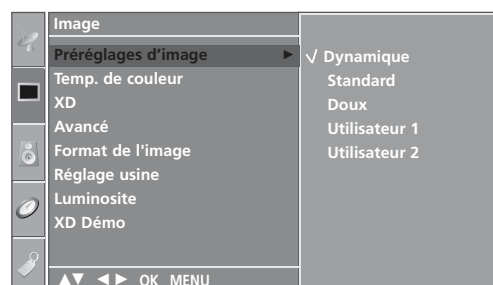 Image
Préréglages d’image ►
Temp. de couleur
XD
Avancé
Format de l'image
Réglage usine
Luminosite
XD Démo
▲▼ ◄ ► OK MENU
√ Dynamique
Standard
Doux
Utilisateur 1
Utilisateur 2